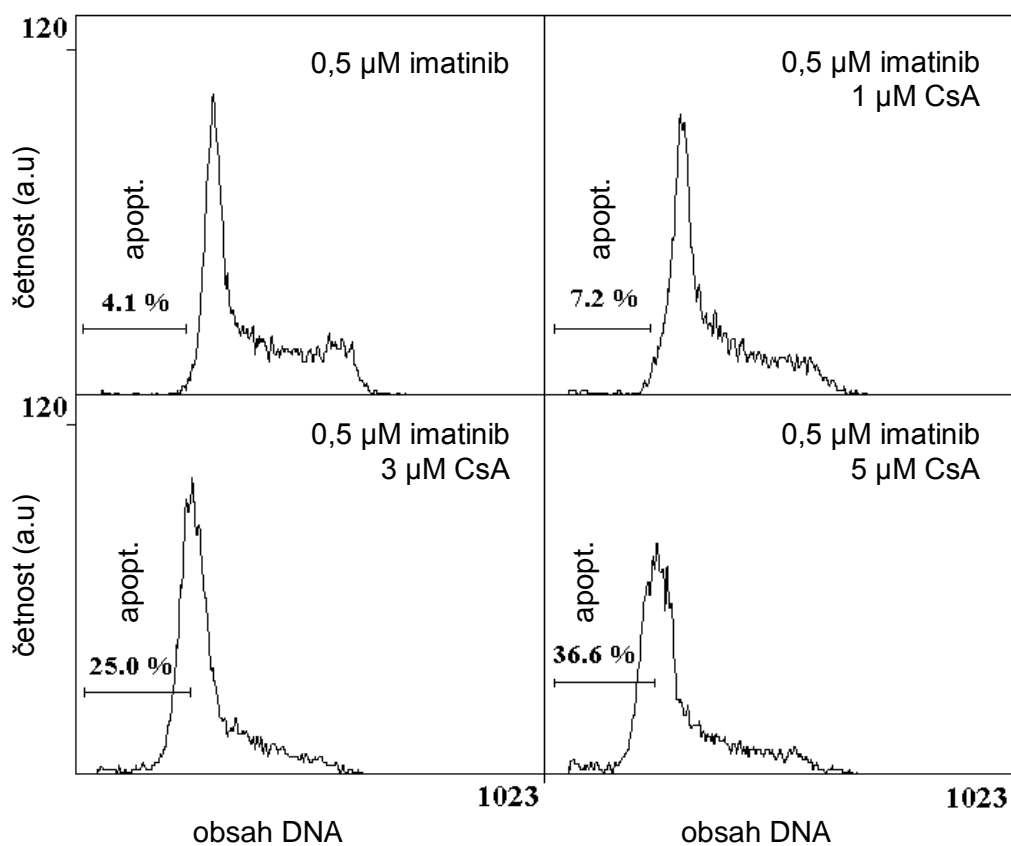 120
0,5 µM imatinib
četnost (a.u)
apopt.
4.1 %
0,5 µM imatinib
1 µM CsA
apopt.
7.2 %
120
0,5 µM imatinib
3 µM CsA
četnost (a.u)
apopt.
25.0 %
0,5 µM imatinib
5 µM CsA
apopt.
36.6 %
1023
1023
obsah DNA
obsah DNA